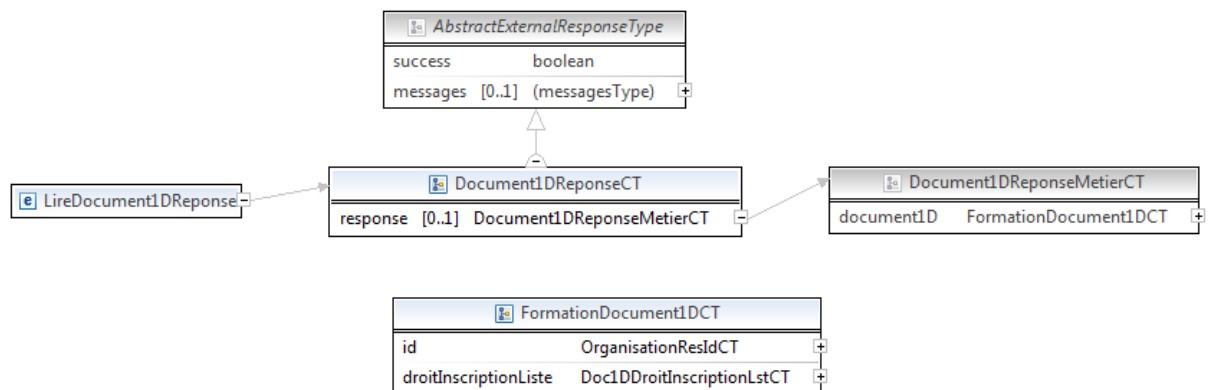 AbstractExternalResponseType
success boolean
messages [0..1] (messagesType)
e LireDocument1DReponse
Document1DReponseCT
response [0..1] Document1DReponseMetierCT
Document1DReponseMetierCT
document1D FormationDocument1DCT
FormationDocument1DCT
id OrganisationResIdCT
droitInscriptionListe Doc1DDroitInscriptionLstCT